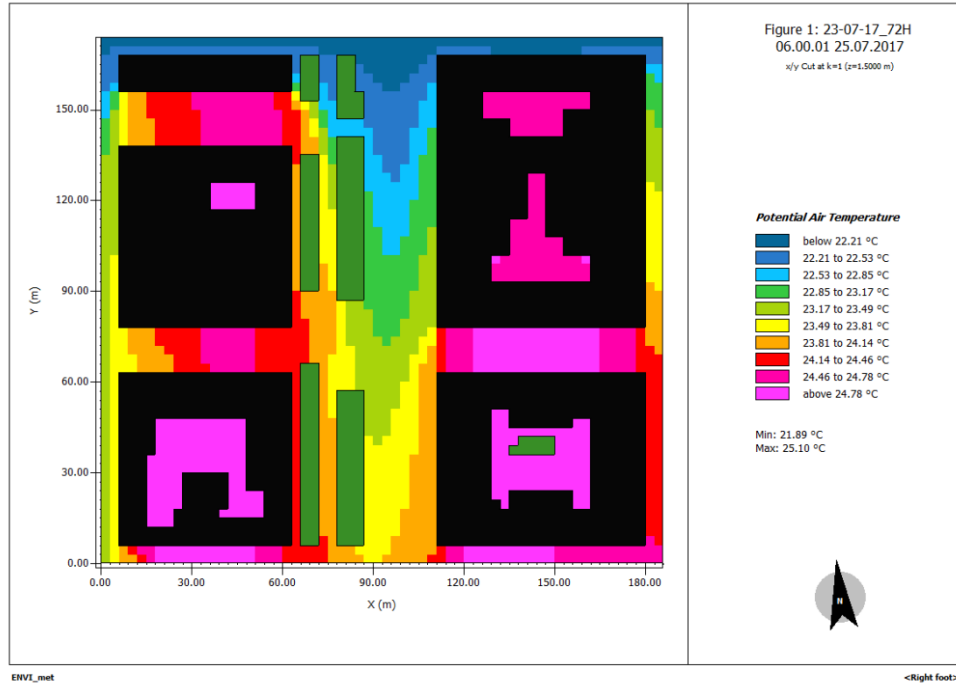 Figure 1: 23-07-17_72H
06.00.01 25.07.2017
x/y Cut at k=1 (z=1.5000 m)
150.00
120.00
90.00
60.00
30.00
0.00
Y (m)
0.00 30.00 60.00 90.00 120.00 150.00 180.00
X (m)
Potential Air Temperature
below 22.21 °C
22.21 to 22.53 °C
22.53 to 22.85 °C
22.85 to 23.17 °C
23.17 to 23.49 °C
23.49 to 23.81 °C
23.81 to 24.14 °C
24.14 to 24.46 °C
24.46 to 24.78 °C
above 24.78 °C
Min: 21.89 °C
Max: 25.10 °C
N
ENVI_met
<Right foot>